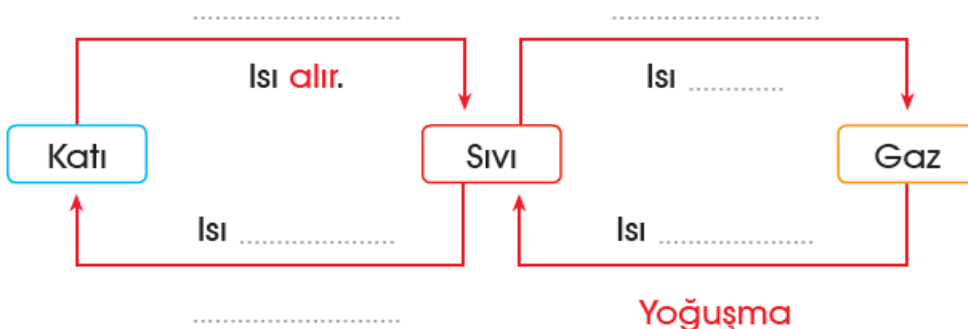 ........................ ........................
Isı alır. Isı ............
Katı Sıvı Gaz
Isı .................. Isı ..................
........................ Yoğuşma